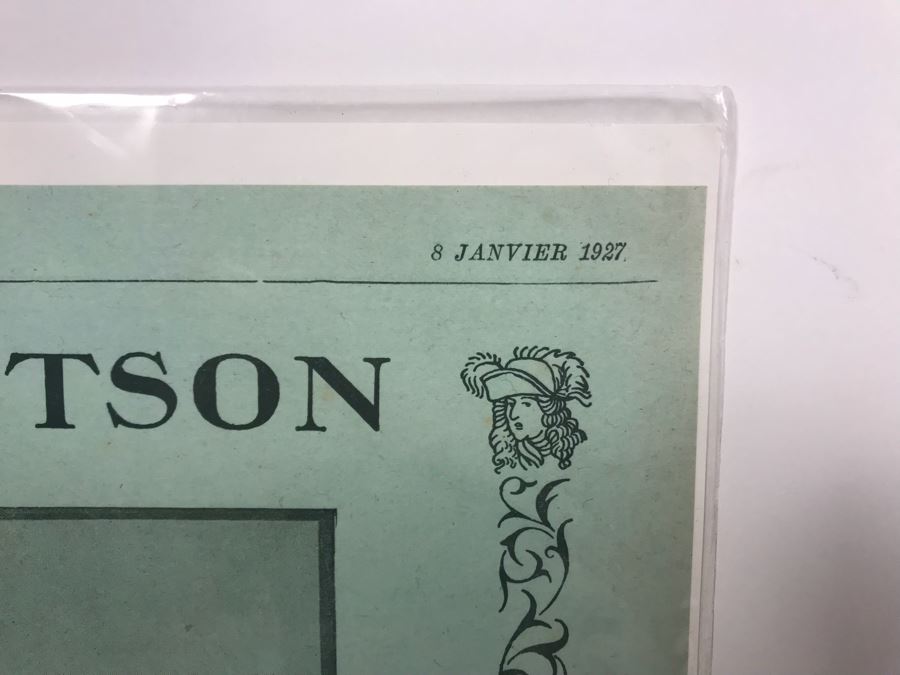 8 JANVIER 1927.
TSON